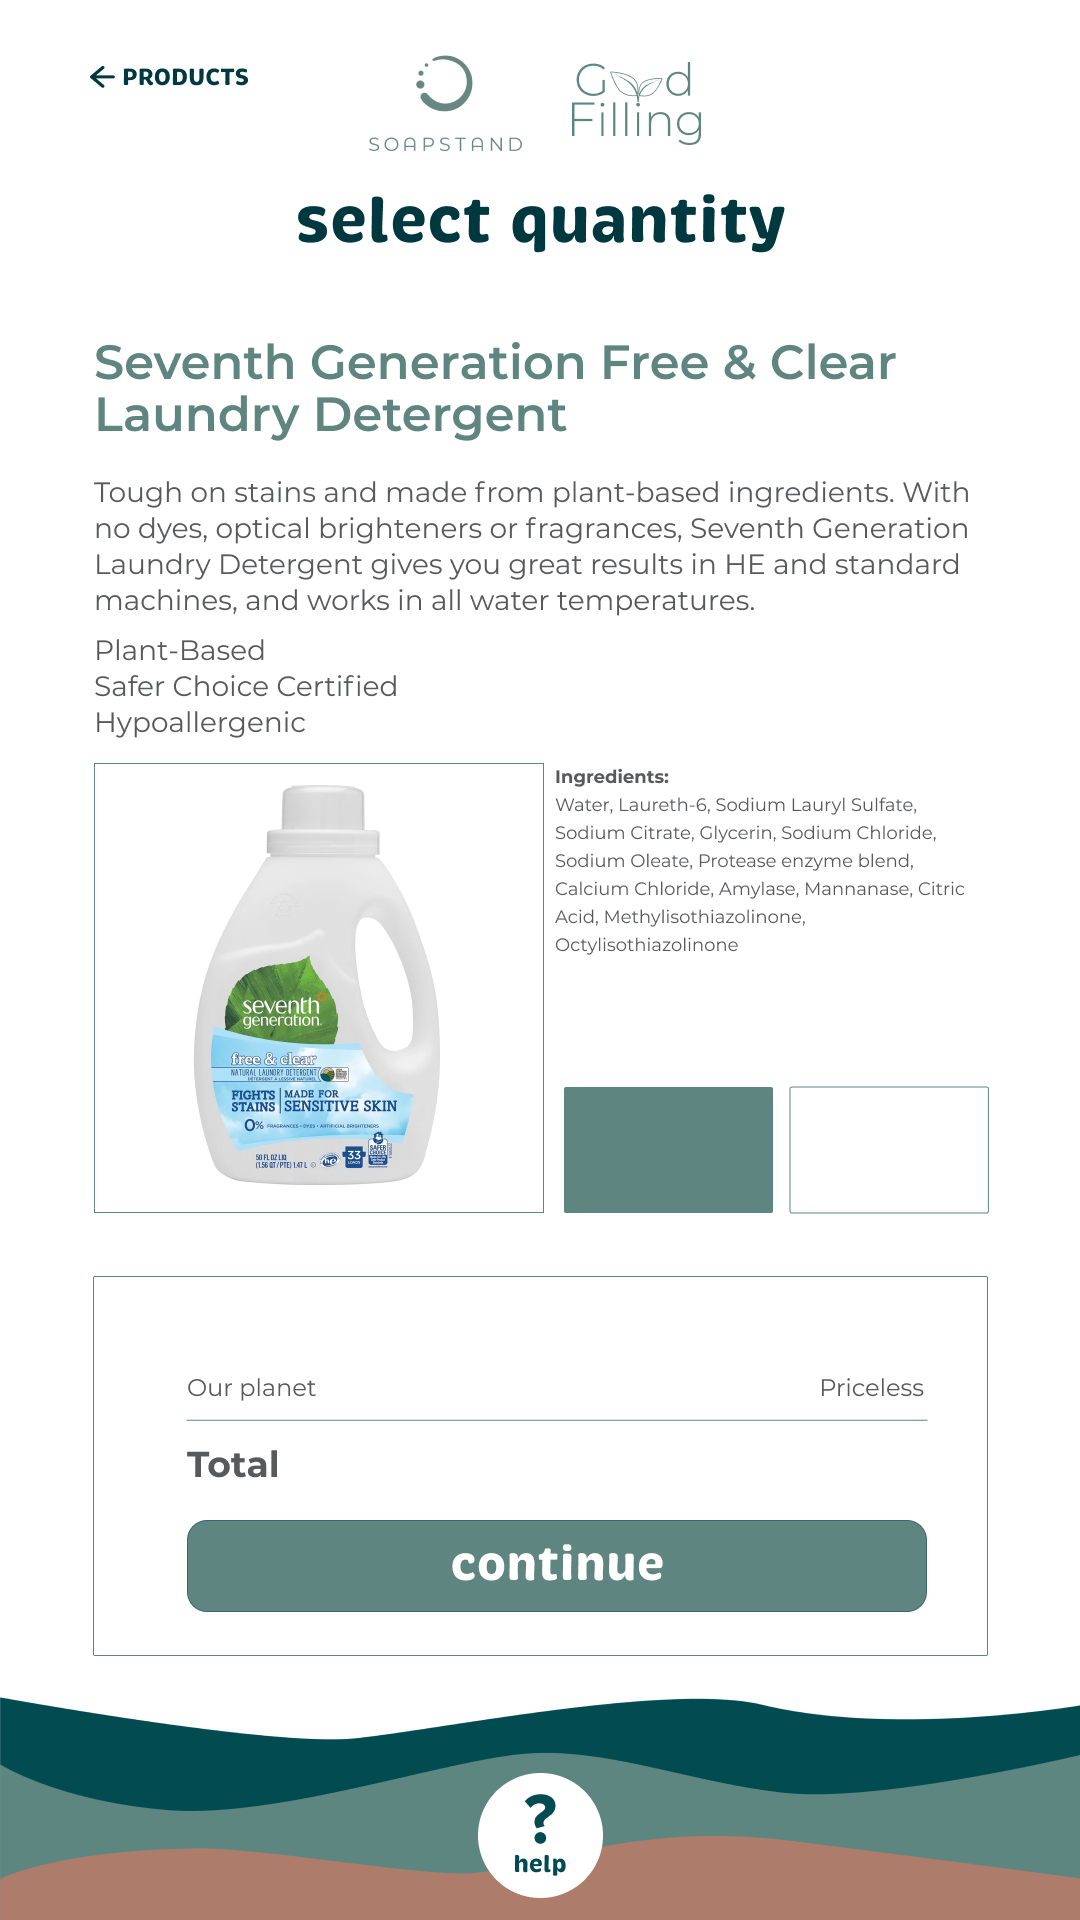 ← PRODUCTS
SOAPSTAND
Good
Filling
select quantity
Seventh Generation Free & Clear
Laundry Detergent
Tough on stains and made from plant-based ingredients. With
no dyes, optical brighteners or fragrances, Seventh Generation
Laundry Detergent gives you great results in HE and standard
machines, and works in all water temperatures.
Plant-Based
Safer Choice Certified
Hypoallergenic
seventh
generation.
free & clear
NATURAL LAUNDRY DETERGENT
FIGHTS
STAINS
MADE FOR
SENSITIVE SKIN
0% FRAGRANCES • DYES • ARTIFICIAL BRIGHTENERS
50 FL OZ LIQ
(1.56 QT/PTE) 1.47 L
he
33
LOADS
SAFER
CHOICE
Ingredients:
Water, Laureth-6, Sodium Lauryl Sulfate,
Sodium Citrate, Glycerin, Sodium Chloride,
Sodium Oleate, Protease enzyme blend,
Calcium Chloride, Amylase, Mannanase, Citric
Acid, Methylisothiazolinone,
Octylisothiazolinone
Our planet Priceless
Total
continue
?
help